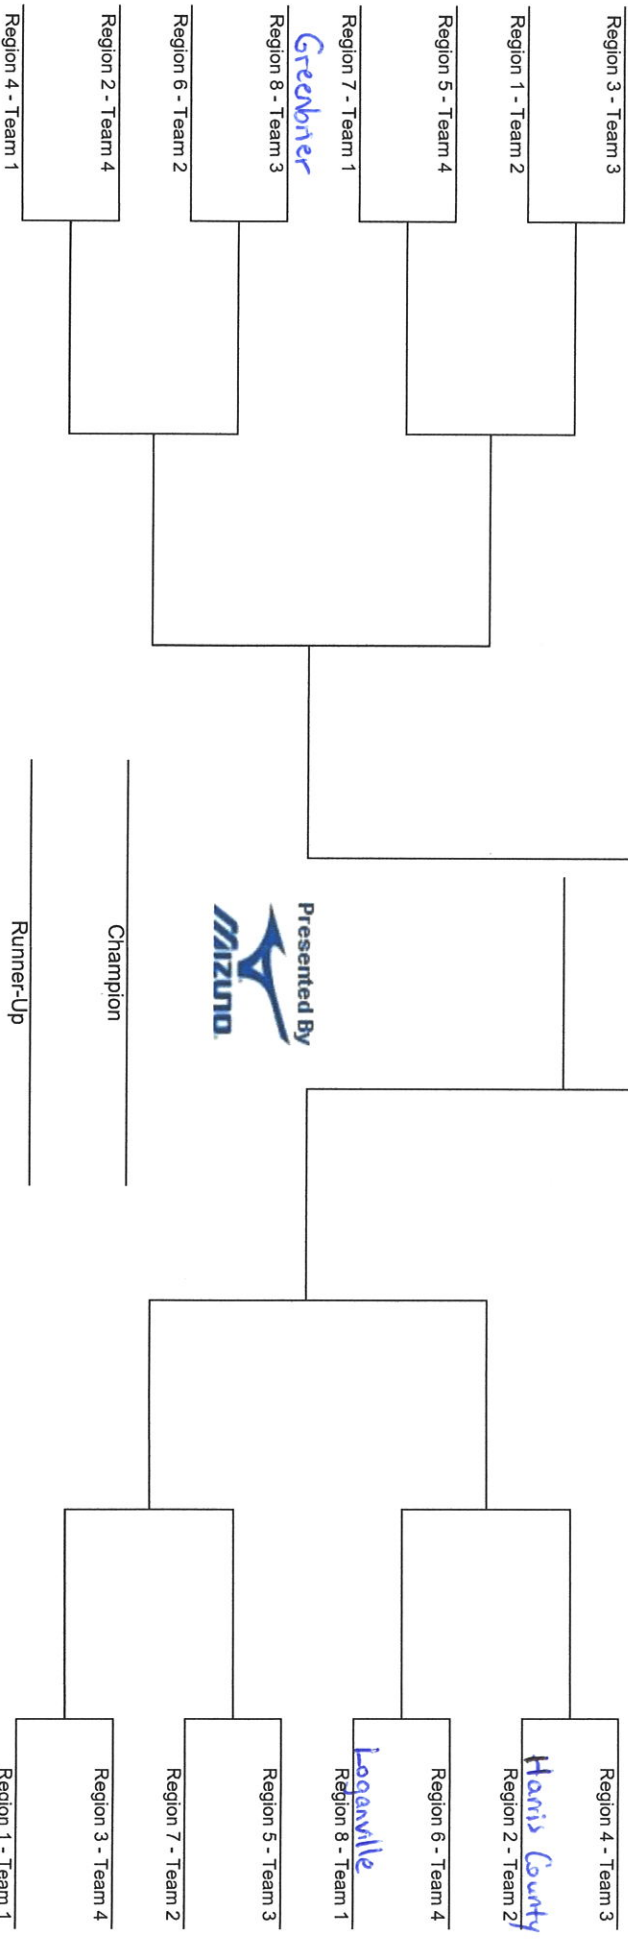 Region 3 - Team 3
Region 1 - Team 2
Region 5 - Team 4
Region 7 - Team 1
Greenbrier
Region 8 - Team 3
Region 6 - Team 2
Region 2 - Team 4
Region 4 - Team 1
Presented By
MIZUNO
Champion
Runner-Up
Region 4 - Team 3
Harris County
Region 2 - Team 2
Region 6 - Team 4
Loganville
Region 8 - Team 1
Region 5 - Team 3
Region 7 - Team 2
Region 3 - Team 4
Region 1 - Team 1